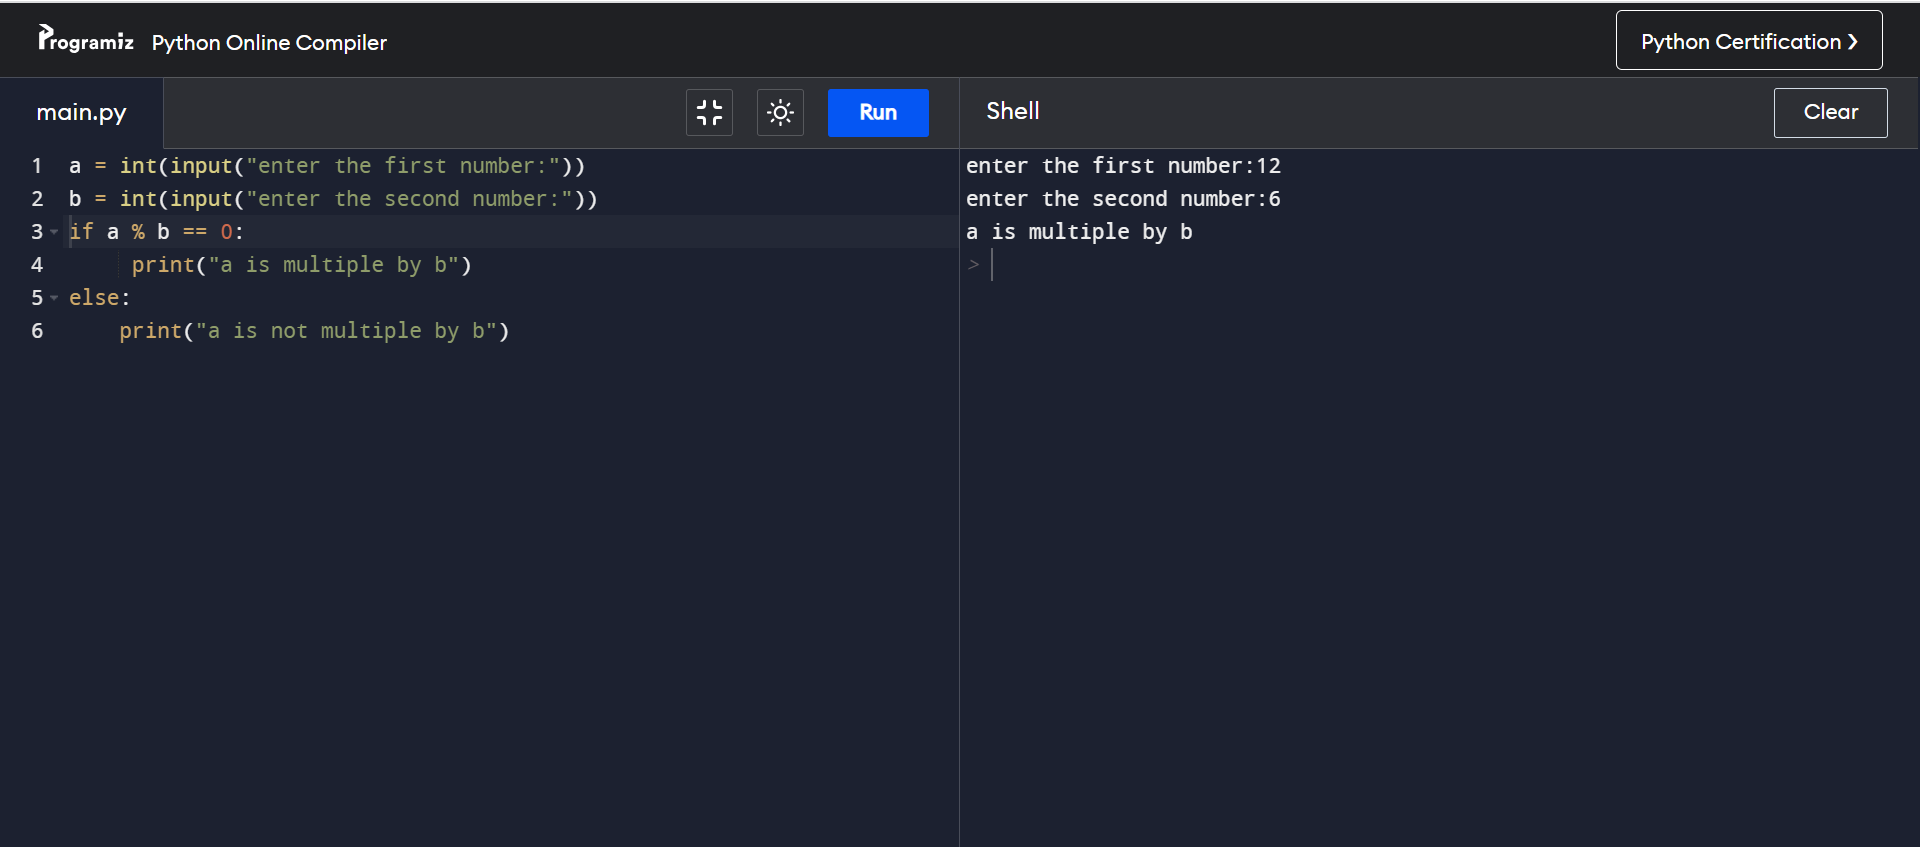 Programiz Python Online Compiler
Python Certification ❯
main.py
Run
1 a = int(input("enter the first number:"))
2 b = int(input("enter the second number:"))
3 if a % b == 0:
4      print("a is multiple by b")
5 else:
6     print("a is not multiple by b")
Shell
Clear
enter the first number:12
enter the second number:6
a is multiple by b
>